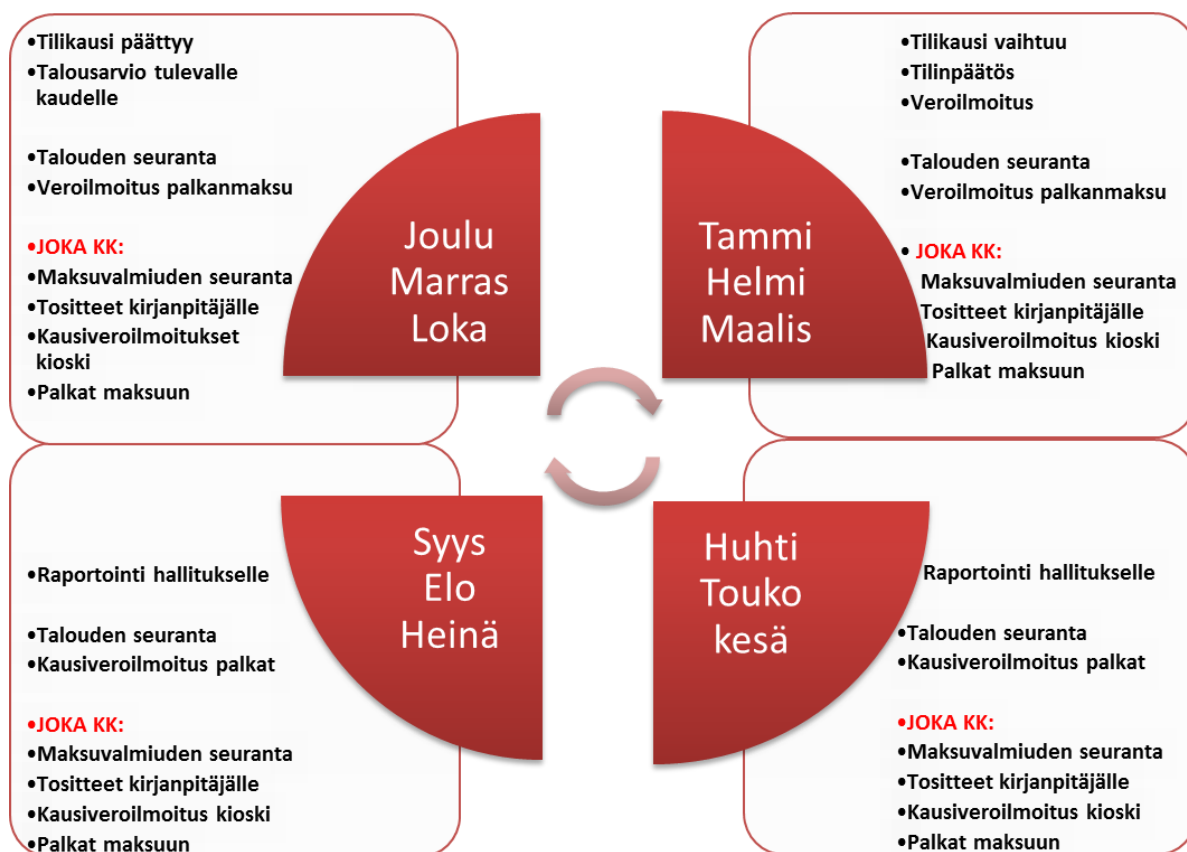 •Tilikausi päättyy
•Talousarvio tulevalle
kaudelle
•Talouden seuranta
•Veroilmoitus palkanmaksu
•JOKA KK:
•Maksuvalmiuden seuranta
•Tositteet kirjanpitäjälle
•Kausiveroilmoitukset
kioski
•Palkat maksuun
Joulu
Marras
Loka
Tammi
Helmi
Maalis
•Tilikausi vaihtuu
•Tilinpäätös
•Veroilmoitus
•Talouden seuranta
•Veroilmoitus palkanmaksu
• JOKA KK:
Maksuvalmiuden seuranta
Tositteet kirjanpitäjälle
Kausiveroilmoitus kioski
Palkat maksuun
•Raportointi hallitukselle
•Talouden seuranta
•Kausiveroilmoitus palkat
•JOKA KK:
•Maksuvalmiuden seuranta
•Tositteet kirjanpitäjälle
•Kausiveroilmoitus kioski
•Palkat maksuun
Syys
Elo
Heinä
Huhti
Touko
kesä
Raportointi hallitukselle
•Talouden seuranta
•Kausiveroilmoitus palkat
•JOKA KK:
•Maksuvalmiuden seuranta
•Tositteet kirjanpitäjälle
•Kausiveroilmoitus kioski
•Palkat maksuun